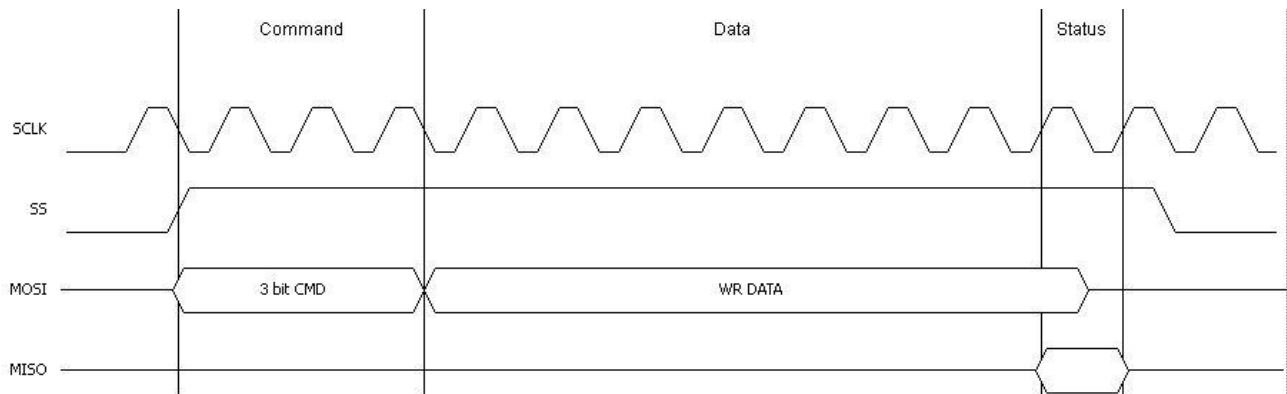 Command Data Status
SCLK
SS
MOSI 3 bit CMD WR DATA
MISO